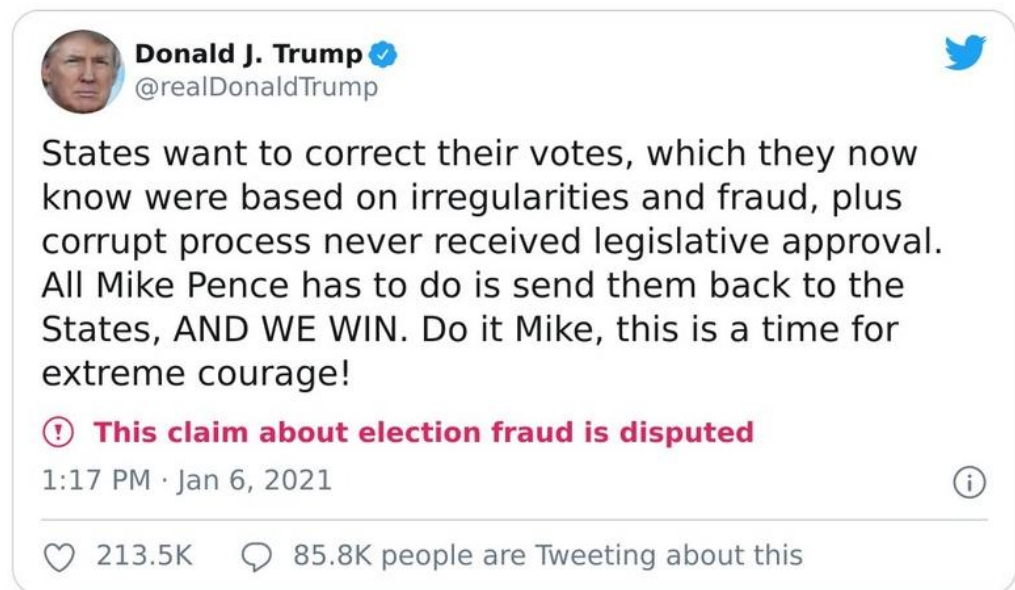 Donald J. Trump
@realDonaldTrump
States want to correct their votes, which they now
know were based on irregularities and fraud, plus
corrupt process never received legislative approval.
All Mike Pence has to do is send them back to the
States, AND WE WIN. Do it Mike, this is a time for
extreme courage!
This claim about election fraud is disputed
1:17 PM · Jan 6, 2021
213.5K 85.8K people are Tweeting about this